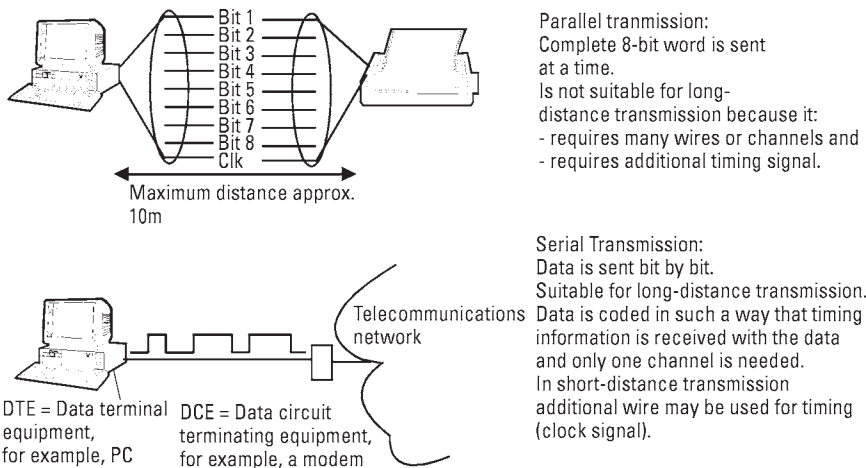 Bit 1
Bit 2
Bit 3
Bit 4
Bit 5
Bit 6
Bit 7
Bit 8
Clk
Maximum distance approx.
10m
Parallel tranmission:
Complete 8-bit word is sent
at a time.
Is not suitable for long-
distance transmission because it:
- requires many wires or channels and
- requires additional timing signal.
Telecommunications
network
DTE = Data terminal
equipment,
for example, PC
DCE = Data circuit
terminating equipment,
for example, a modem
Serial Transmission:
Data is sent bit by bit.
Suitable for long-distance transmission.
Data is coded in such a way that timing
information is received with the data
and only one channel is needed.
In short-distance transmission
additional wire may be used for timing
(clock signal).